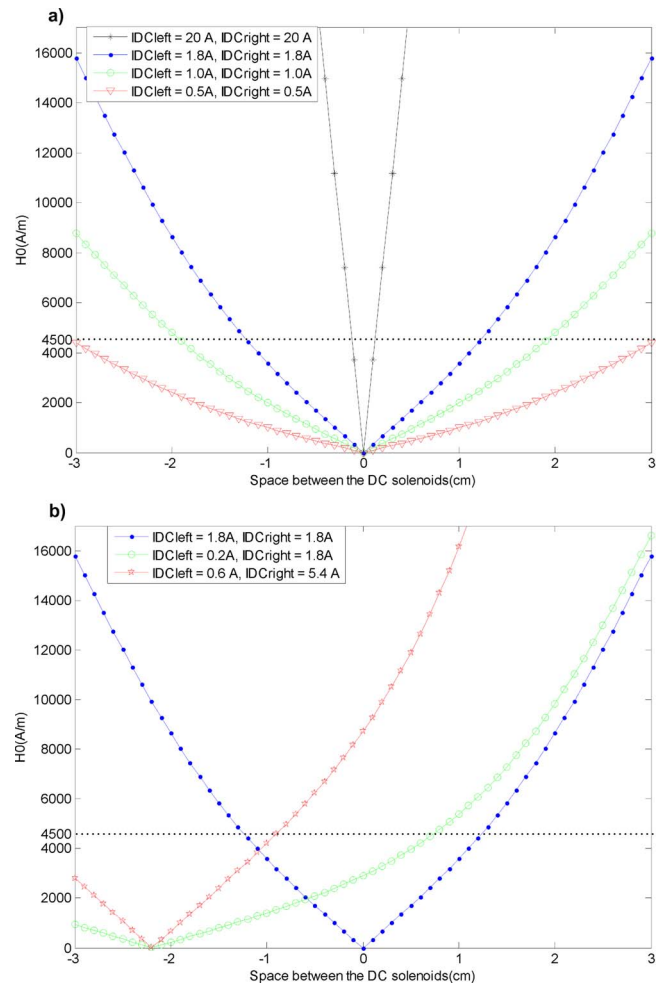 a)
IDCleft = 20 A, IDCright = 20 A
IDCleft = 1.8A, IDCright = 1.8A
IDCleft = 1.0A, IDCright = 1.0A
IDCleft = 0.5A, IDCright = 0.5A
16000
14000
12000
10000
8000
6000
4500
4000
2000
0
H0(A/m)
-3 -2 -1 0 1 2 3
Space between the DC solenoids(cm)
b)
IDCleft = 1.8A, IDCright = 1.8A
IDCleft = 0.2A, IDCright = 1.8A
IDCleft = 0.6 A, IDCright = 5.4 A
16000
14000
12000
10000
8000
6000
4500
4000
2000
0
H0(A/m)
-3 -2 -1 0 1 2 3
Space between the DC solenoids(cm)